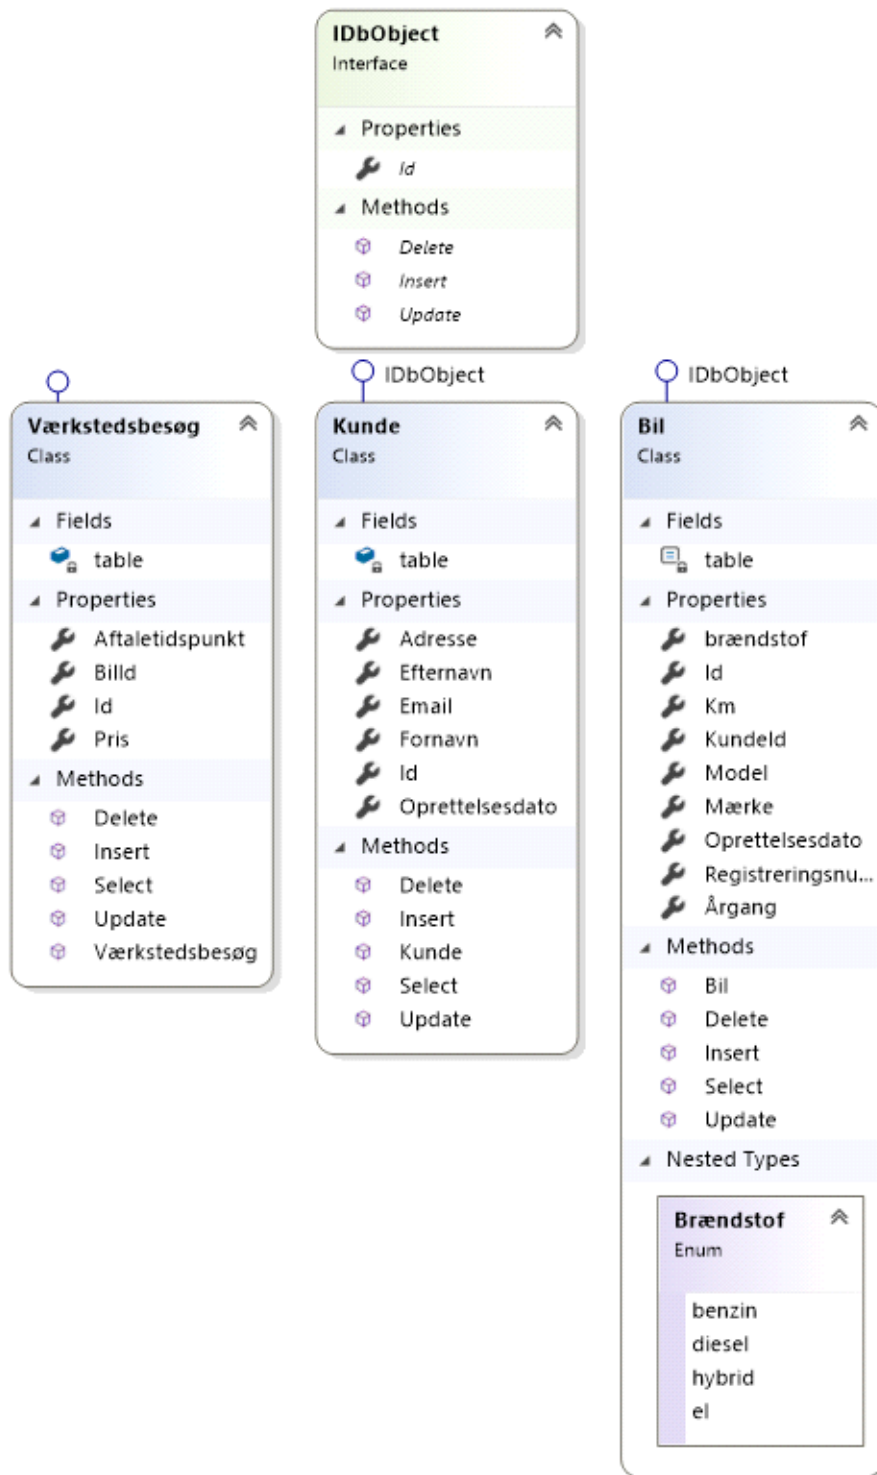 IDbObject
Interface
Properties
Id
Methods
Delete
Insert
Update
Værkstedsbesøg
Class
Fields
table
Properties
Aftaletidspunkt
BilId
Id
Pris
Methods
Delete
Insert
Select
Update
Værkstedsbesøg
IDbObject
Kunde
Class
Fields
table
Properties
Adresse
Efternavn
Email
Fornavn
Id
Oprettelsesdato
Methods
Delete
Insert
Kunde
Select
Update
IDbObject
Bil
Class
Fields
table
Properties
brændstof
Id
Km
KundeId
Model
Mærke
Oprettelsesdato
Registreringsnu...
Årgang
Methods
Bil
Delete
Insert
Select
Update
Nested Types
Brændstof
Enum
benzin
diesel
hybrid
el